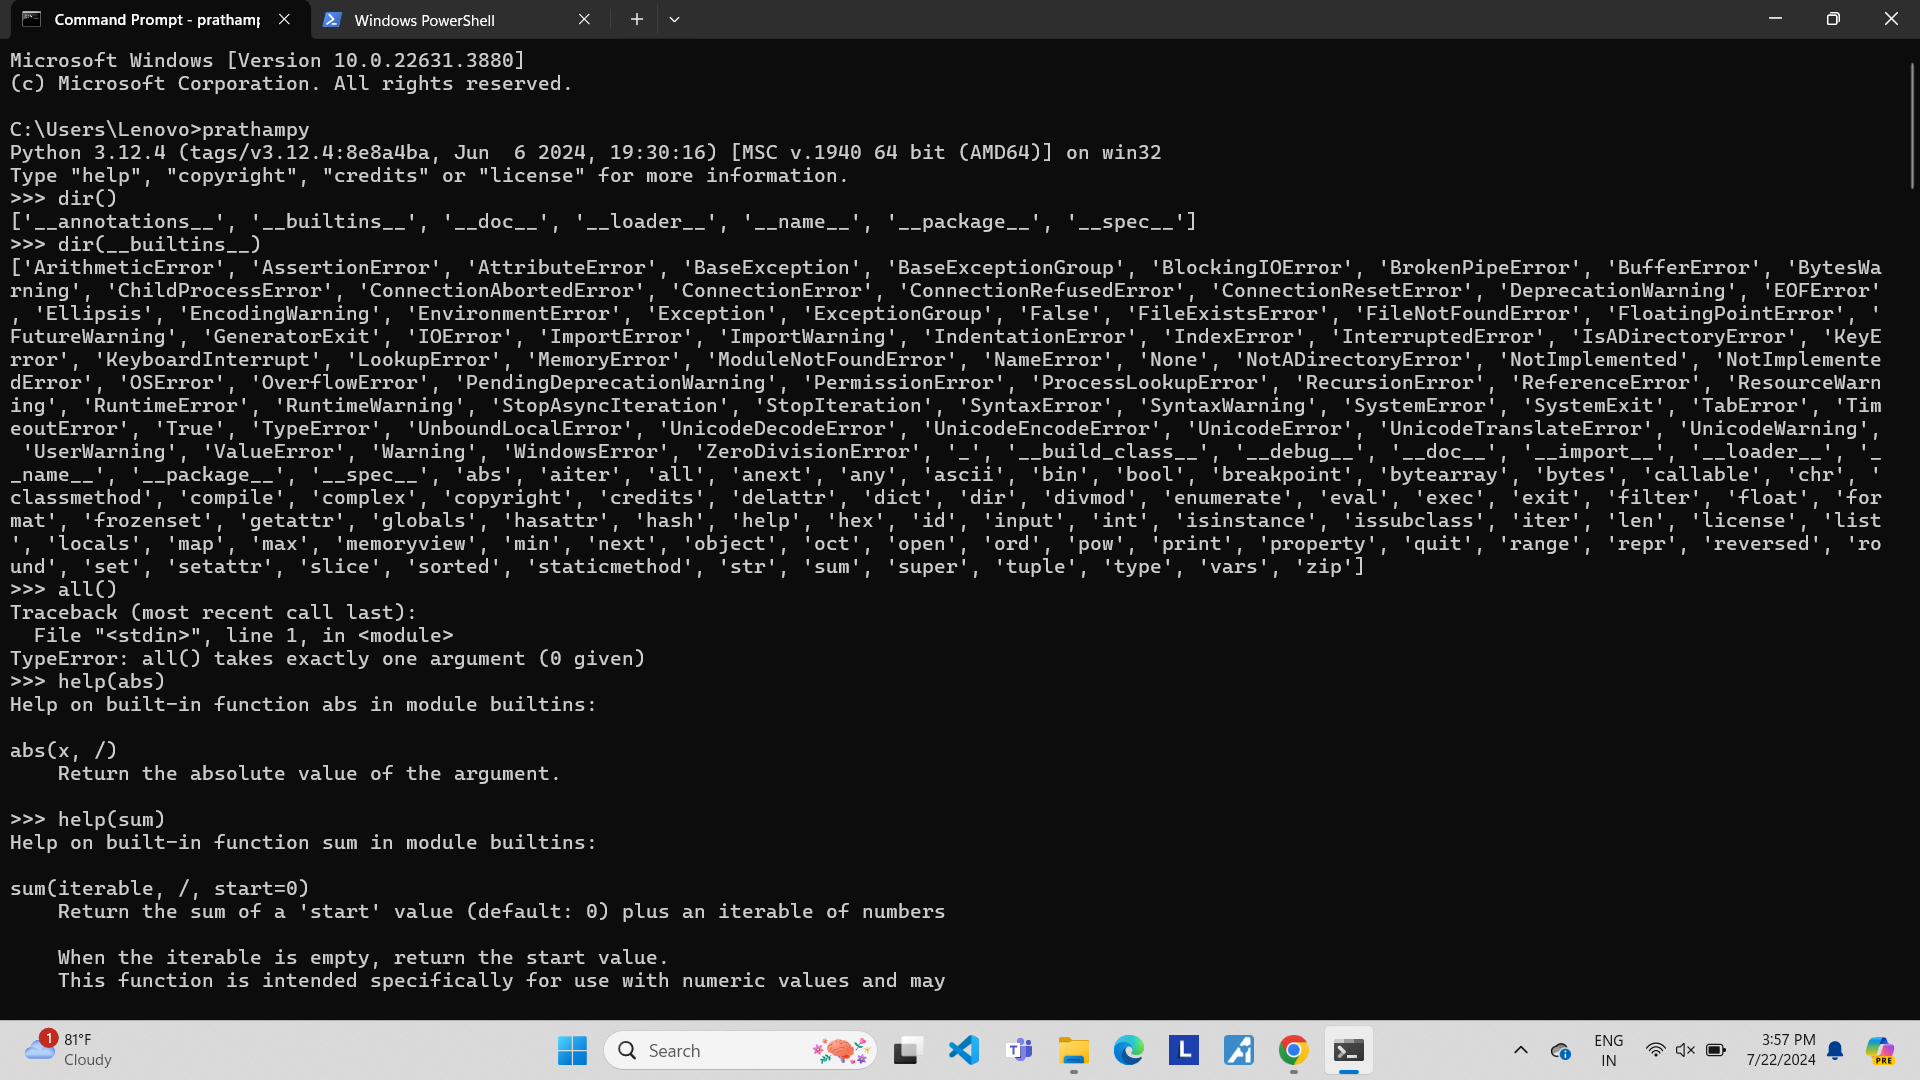 Command Prompt - prathamp
Windows PowerShell
Microsoft Windows [Version 10.0.22631.3880]
(c) Microsoft Corporation. All rights reserved.
C:\Users\Lenovo>prathampy
Python 3.12.4 (tags/v3.12.4:8e8a4ba, Jun  6 2024, 19:30:16) [MSC v.1940 64 bit (AMD64)] on win32
Type "help", "copyright", "credits" or "license" for more information.
>>> dir()
['__annotations__', '__builtins__', '__doc__', '__loader__', '__name__', '__package__', '__spec__']
>>> dir(__builtins__)
['ArithmeticError', 'AssertionError', 'AttributeError', 'BaseException', 'BaseExceptionGroup', 'BlockingIOError', 'BrokenPipeError', 'BufferError', 'BytesWa
rning', 'ChildProcessError', 'ConnectionAbortedError', 'ConnectionError', 'ConnectionRefusedError', 'ConnectionResetError', 'DeprecationWarning', 'EOFError'
, 'Ellipsis', 'EncodingWarning', 'EnvironmentError', 'Exception', 'ExceptionGroup', 'False', 'FileExistsError', 'FileNotFoundError', 'FloatingPointError', '
FutureWarning', 'GeneratorExit', 'IOError', 'ImportError', 'ImportWarning', 'IndentationError', 'IndexError', 'InterruptedError', 'IsADirectoryError', 'KeyE
rror', 'KeyboardInterrupt', 'LookupError', 'MemoryError', 'ModuleNotFoundError', 'NameError', 'None', 'NotADirectoryError', 'NotImplemented', 'NotImplemente
dError', 'OSError', 'OverflowError', 'PendingDeprecationWarning', 'PermissionError', 'ProcessLookupError', 'RecursionError', 'ReferenceError', 'ResourceWarn
ing', 'RuntimeError', 'RuntimeWarning', 'StopAsyncIteration', 'StopIteration', 'SyntaxError', 'SyntaxWarning', 'SystemError', 'SystemExit', 'TabError', 'Tim
eoutError', 'True', 'TypeError', 'UnboundLocalError', 'UnicodeDecodeError', 'UnicodeEncodeError', 'UnicodeError', 'UnicodeTranslateError', 'UnicodeWarning',
 'UserWarning', 'ValueError', 'Warning', 'WindowsError', 'ZeroDivisionError', '_', '__build_class__', '__debug__', '__doc__', '__import__', '__loader__', '_
_name__', '__package__', '__spec__', 'abs', 'aiter', 'all', 'anext', 'any', 'ascii', 'bin', 'bool', 'breakpoint', 'bytearray', 'bytes', 'callable', 'chr', '
classmethod', 'compile', 'complex', 'copyright', 'credits', 'delattr', 'dict', 'dir', 'divmod', 'enumerate', 'eval', 'exec', 'exit', 'filter', 'float', 'for
mat', 'frozenset', 'getattr', 'globals', 'hasattr', 'hash', 'help', 'hex', 'id', 'input', 'int', 'isinstance', 'issubclass', 'iter', 'len', 'license', 'list
', 'locals', 'map', 'max', 'memoryview', 'min', 'next', 'object', 'oct', 'open', 'ord', 'pow', 'print', 'property', 'quit', 'range', 'repr', 'reversed', 'ro
und', 'set', 'setattr', 'slice', 'sorted', 'staticmethod', 'str', 'sum', 'super', 'tuple', 'type', 'vars', 'zip']
>>> all()
Traceback (most recent call last):
  File "<stdin>", line 1, in <module>
TypeError: all() takes exactly one argument (0 given)
>>> help(abs)
Help on built-in function abs in module builtins:
abs(x, /)
    Return the absolute value of the argument.
>>> help(sum)
Help on built-in function sum in module builtins:
sum(iterable, /, start=0)
    Return the sum of a 'start' value (default: 0) plus an iterable of numbers
    When the iterable is empty, return the start value.
    This function is intended specifically for use with numeric values and may
1
81°F
Cloudy
Search
L
ENG
IN
3:57 PM
7/22/2024
PRE